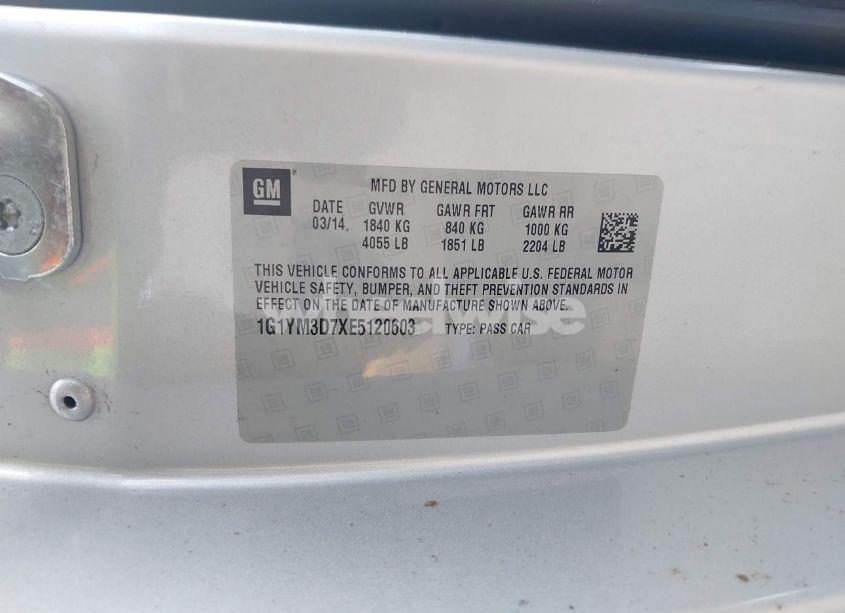 GM ®
MFD BY GENERAL MOTORS LLC
DATE GVWR GAWR FRT GAWR RR
03/14 1840 KG 840 KG 1000 KG
4055 LB 1851 LB 2204 LB
THIS VEHICLE CONFORMS TO ALL APPLICABLE U.S. FEDERAL MOTOR
VEHICLE SAFETY, BUMPER, AND THEFT PREVENTION STANDARDS IN
EFFECT ON THE DATE OF MANUFACTURE SHOWN ABOVE.
1G1YM3D7XE5120603 TYPE: PASS CAR